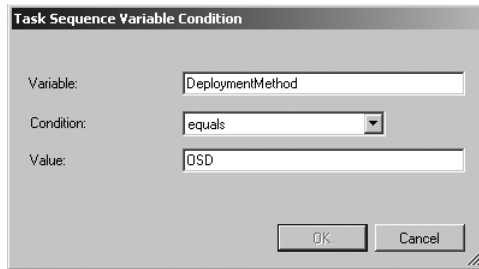 Task Sequence Variable Condition
Variable: DeploymentMethod
Condition: equals
Value: OSD
OK Cancel